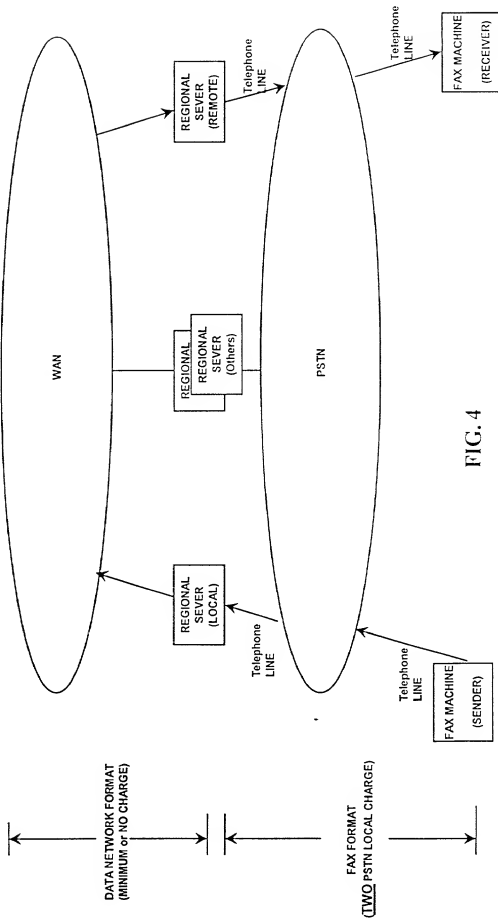 WAN
DATA NETWORK FORMAT
(MINIMUM or NO CHARGE)
REGIONAL
SEVER
(LOCAL)
REGIONAL
REGIONAL
SEVER
(Others)
REGIONAL
SEVER
(REMOTE)
Telephone
LINE
Telephone
LINE
PSTN
FAX FORMAT
(TWO PSTN LOCAL CHARGE)
Telephone
LINE
Telephone
LINE
FAX MACHINE
(SENDER)
FAX MACHINE
(RECEIVER)
FIG. 4